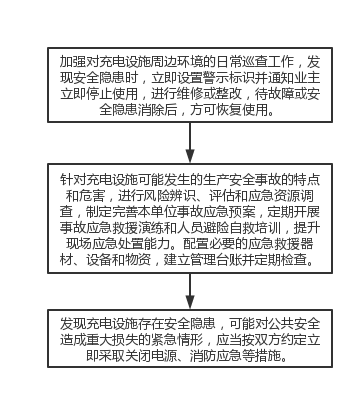 加强对充电设施周边环境的日常巡查工作，发
现安全隐患时，立即设置警示标识并通知业主
立即停止使用，进行维修或整改，待故障或安
全隐患消除后，方可恢复使用。
针对充电设施可能发生的生产安全事故的特点
和危害，进行风险辨识、评估和应急资源调
查，制定完善本单位事故应急预案，定期开展
事故应急救援演练和人员避险自救培训，提升
现场应急处置能力。配置必要的应急救援器
材、设备和物资，建立管理台账并定期检查。
发现充电设施存在安全隐患，可能对公共安全
造成重大损失的紧急情形，应当按双方约定立
即采取关闭电源、消防应急等措施。